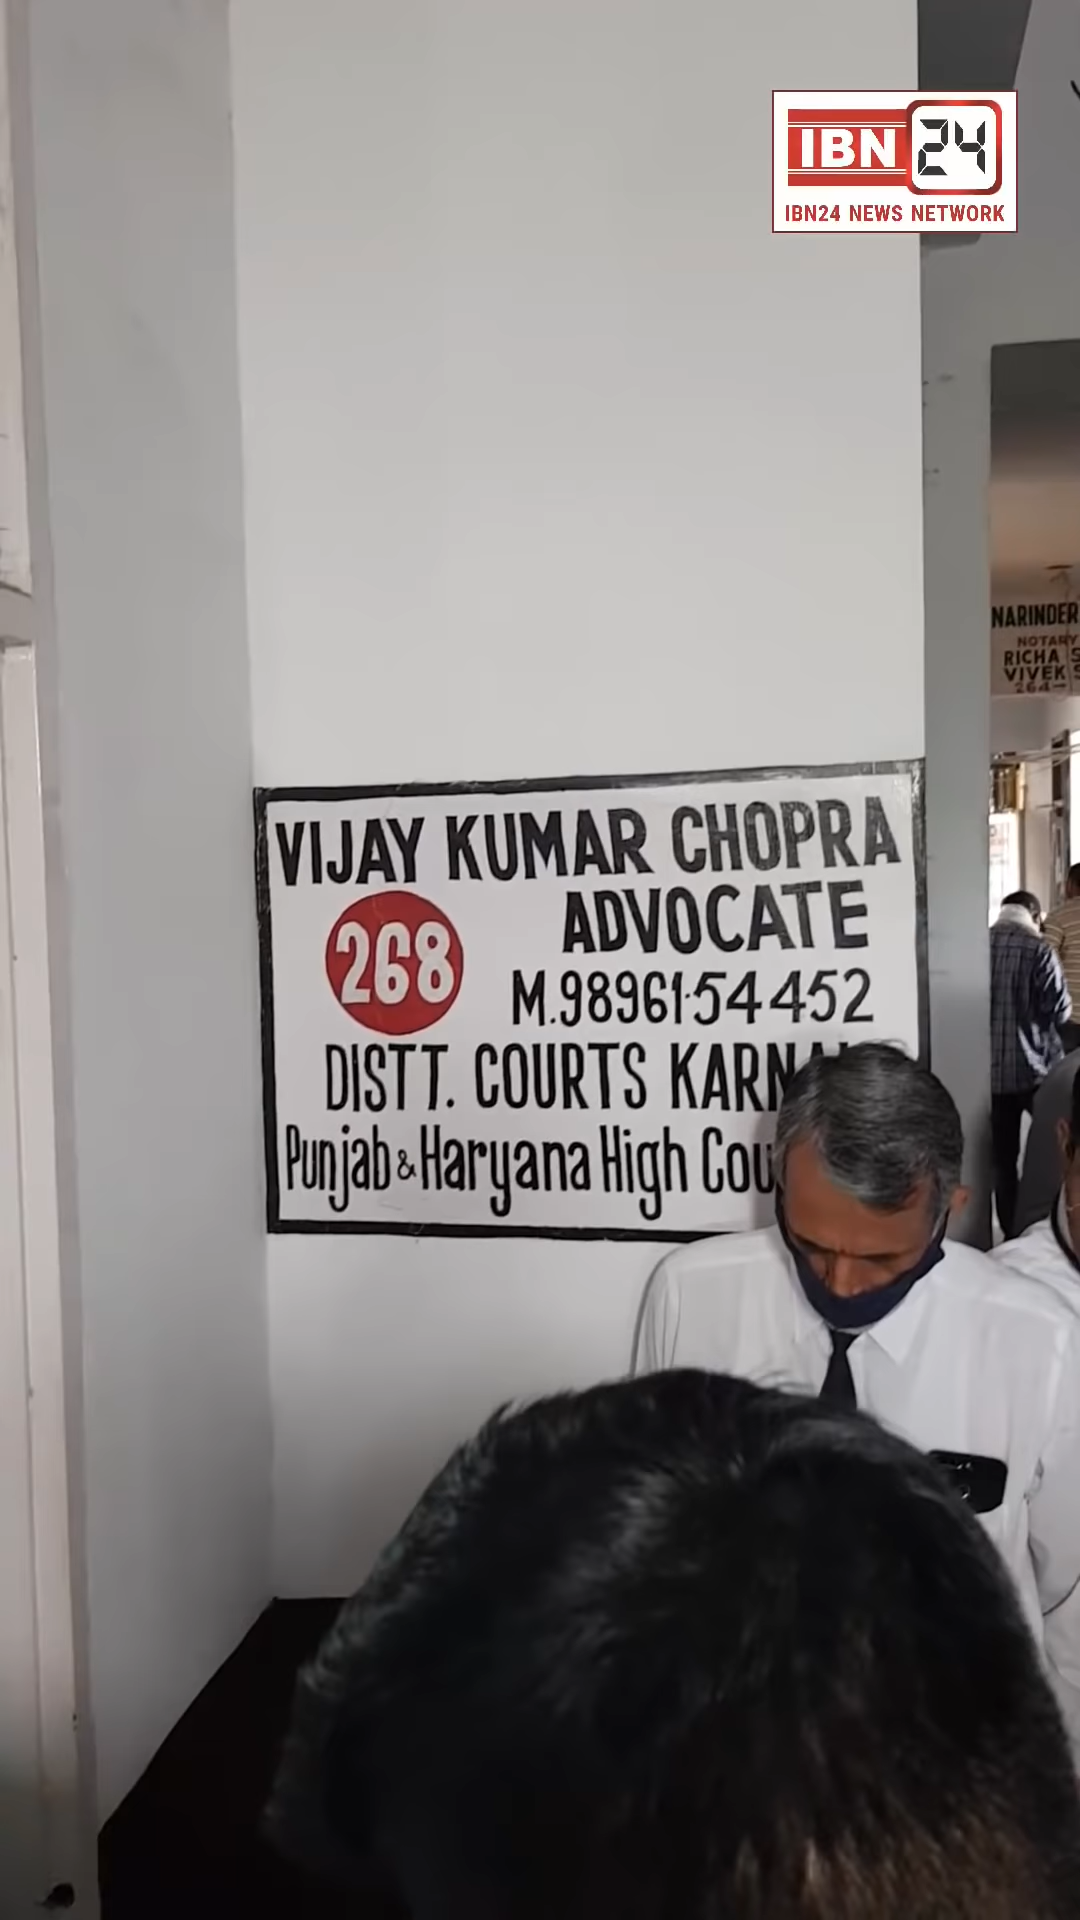 IBN 24
IBN24 NEWS NETWORK
NARINDER
NOTARY
RICHA
VIVEK
264
VIJAY KUMAR CHOPRA
268
ADVOCATE
M.98961-54452
DISTT. COURTS KARN
Punjab & Haryana High Cou